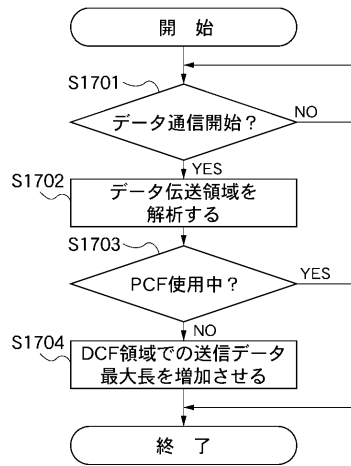 開 始
S1701
データ通信開始？
NO
YES
S1702
データ伝送領域を
解析する
S1703
PCF使用中？
YES
NO
S1704
DCF領域での送信データ
最大長を増加させる
終 了